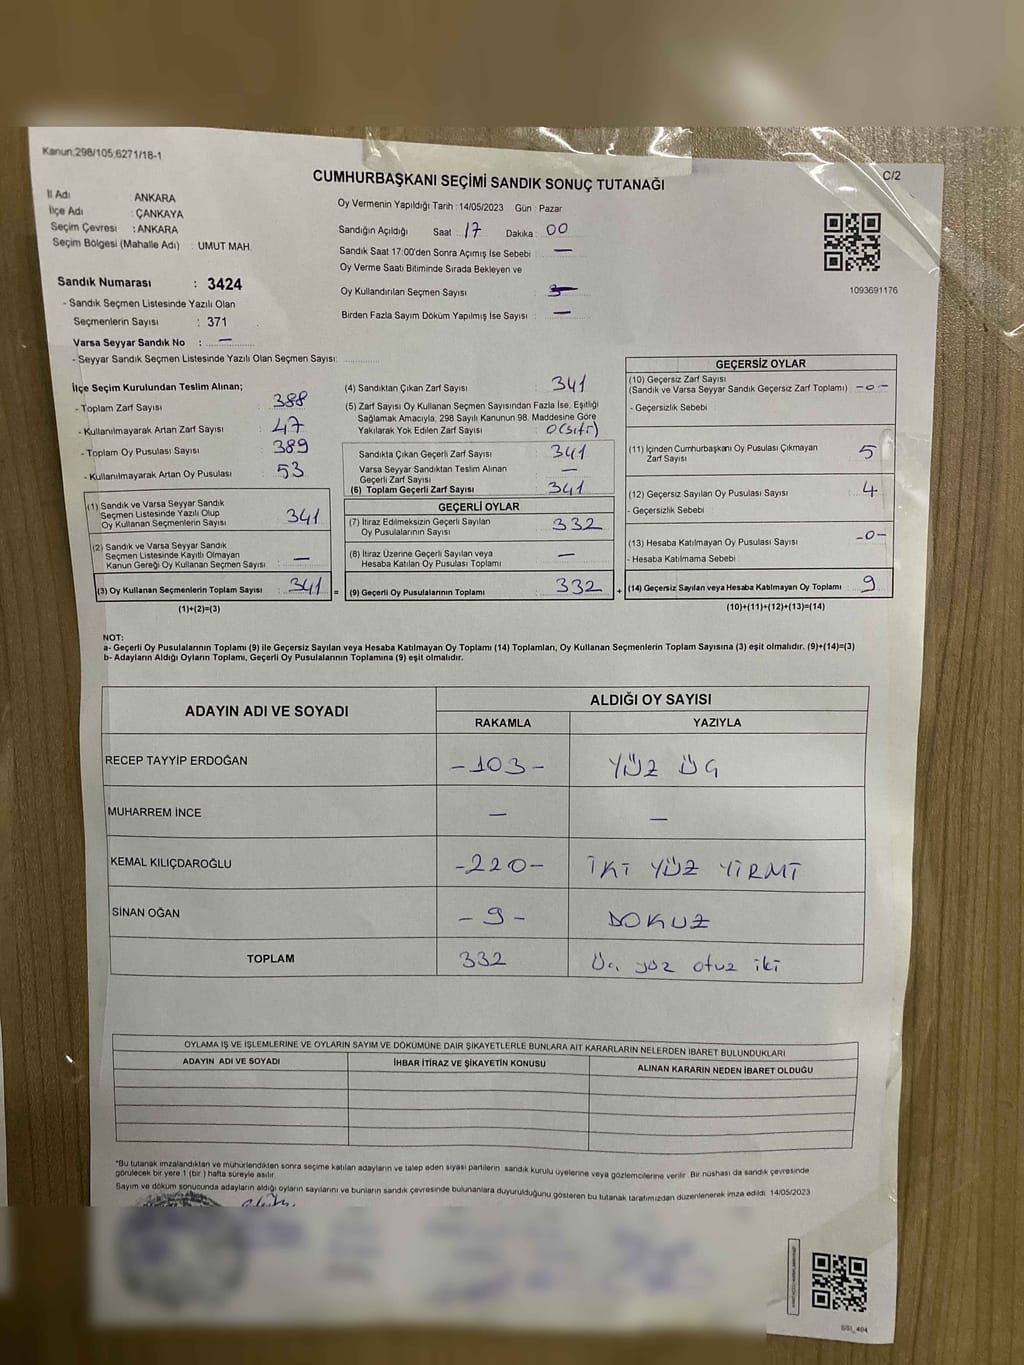 Kanun:298/105;6271/18-1
C/2
CUMHURBAŞKANI SEÇİMİ SANDIK SONUÇ TUTANAĞI
İl Adı : ANKARA
İlçe Adı : ÇANKAYA
Seçim Çevresi : ANKARA
Seçim Bölgesi (Mahalle Adı) : UMUT MAH.
Sandık Numarası : 3424
- Sandık Seçmen Listesinde Yazılı Olan
Seçmenlerin Sayısı : 371
Varsa Seyyar Sandık No : —
- Seyyar Sandık Seçmen Listesinde Yazılı Olan Seçmen Sayısı:
Oy Vermenin Yapıldığı Tarih : 14/05/2023 Gün : Pazar
Sandığın Açıldığı Saat : 17 Dakika : 00
Sandık Saat 17:00'den Sonra Açımış İse Sebebi : —
Oy Verme Saati Bitiminde Sırada Bekleyen ve
Oy Kullandırılan Seçmen Sayısı :
Birden Fazla Sayım Döküm Yapılmış İse Sayısı : —
1093691176
İlçe Seçim Kurulundan Teslim Alınan;
- Toplam Zarf Sayısı : 388
- Kullanılmayarak Artan Zarf Sayısı : 47
- Toplam Oy Pusulası Sayısı : 389
- Kullanılmayarak Artan Oy Pusulası : 53
(1) Sandık ve Varsa Seyyar Sandık
Seçmen Listesinde Yazılı Olup
Oy Kullanan Seçmenlerin Sayısı : 341
(2) Sandık ve Varsa Seyyar Sandık
Seçmen Listesinde Kayıtlı Olmayan
Kanun Gereği Oy Kullanan Seçmen Sayısı : —
(3) Oy Kullanan Seçmenlerin Toplam Sayısı : 341 =
(1)+(2)=(3)
(4) Sandıktan Çıkan Zarf Sayısı : 341
(5) Zarf Sayısı Oy Kullanan Seçmen Sayısından Fazla İse, Eşitliği
Sağlamak Amacıyla, 298 Sayılı Kanunun 98. Maddesine Göre
Yakılarak Yok Edilen Zarf Sayısı : 0 (sıfır)
Sandıkta Çıkan Geçerli Zarf Sayısı : 341
Varsa Seyyar Sandıktan Teslim Alınan
Geçerli Zarf Sayısı : —
(6) Toplam Geçerli Zarf Sayısı : 341
GEÇERLİ OYLAR
(7) İtiraz Edilmeksizin Geçerli Sayılan
Oy Pusulalarının Sayısı : 332
(8) İtiraz Üzerine Geçerli Sayılan veya
Hesaba Katılan Oy Pusulası Toplamı : —
(9) Geçerli Oy Pusulalarının Toplamı : 332 +
GEÇERSİZ OYLAR
(10) Geçersiz Zarf Sayısı
(Sandık ve Varsa Seyyar Sandık Geçersiz Zarf Toplamı) : -0-
- Geçersizlik Sebebi
(11) İçinden Cumhurbaşkanı Oy Pusulası Çıkmayan
Zarf Sayısı : 5
(12) Geçersiz Sayılan Oy Pusulası Sayısı : 4
- Geçersizlik Sebebi
(13) Hesaba Katılmayan Oy Pusulası Sayısı : -0-
- Hesaba Katılmama Sebebi
(14) Geçersiz Sayılan veya Hesaba Katılmayan Oy Toplamı : 9
(10)+(11)+(12)+(13)=(14)
NOT:
a- Geçerli Oy Pusulalarının Toplamı (9) ile Geçersiz Sayılan veya Hesaba Katılmayan Oy Toplamı (14) Toplamları, Oy Kullanan Seçmenlerin Toplam Sayısına (3) eşit olmalıdır. (9)+(14)=(3)
b- Adayların Aldığı Oyların Toplamı, Geçerli Oy Pusulalarının Toplamına (9) eşit olmalıdır.
ADAYIN ADI VE SOYADI ALDIĞI OY SAYISI
RAKAMLA YAZIYLA
RECEP TAYYİP ERDOĞAN -103- YÜZ ÜÇ
MUHARREM İNCE — —
KEMAL KILIÇDAROĞLU -220- İKİ YÜZ YİRMİ
SİNAN OĞAN - 9 - DOKUZ
TOPLAM 332 Üç yüz otuz iki
OYLAMA İŞ VE İŞLEMLERİNE VE OYLARIN SAYIM VE DÖKÜMÜNE DAİR ŞİKAYETLERLE BUNLARA AİT KARARLARIN NELERDEN İBARET BULUNDUKLARI
ADAYIN ADI VE SOYADI İHBAR İTİRAZ VE ŞİKAYETİN KONUSU ALINAN KARARIN NEDEN İBARET OLDUĞU
*Bu tutanak imzalandıktan ve mühürlendikten sonra seçime katılan adayların ve talep eden siyasi partilerin sandık kurulu üyelerine veya gözlemcilerine verilir. Bir nüshası da sandık çevresinde
görülecek bir yere 1 (bir) hafta süreyle asılır.
Sayım ve döküm sonucunda adayların aldığı oyların sayılarını ve bunların sandık çevresinde bulunanlara duyurulduğunu gösteren bu tutanak tarafımızdan düzenlenerek imza edildi. 14/05/2023